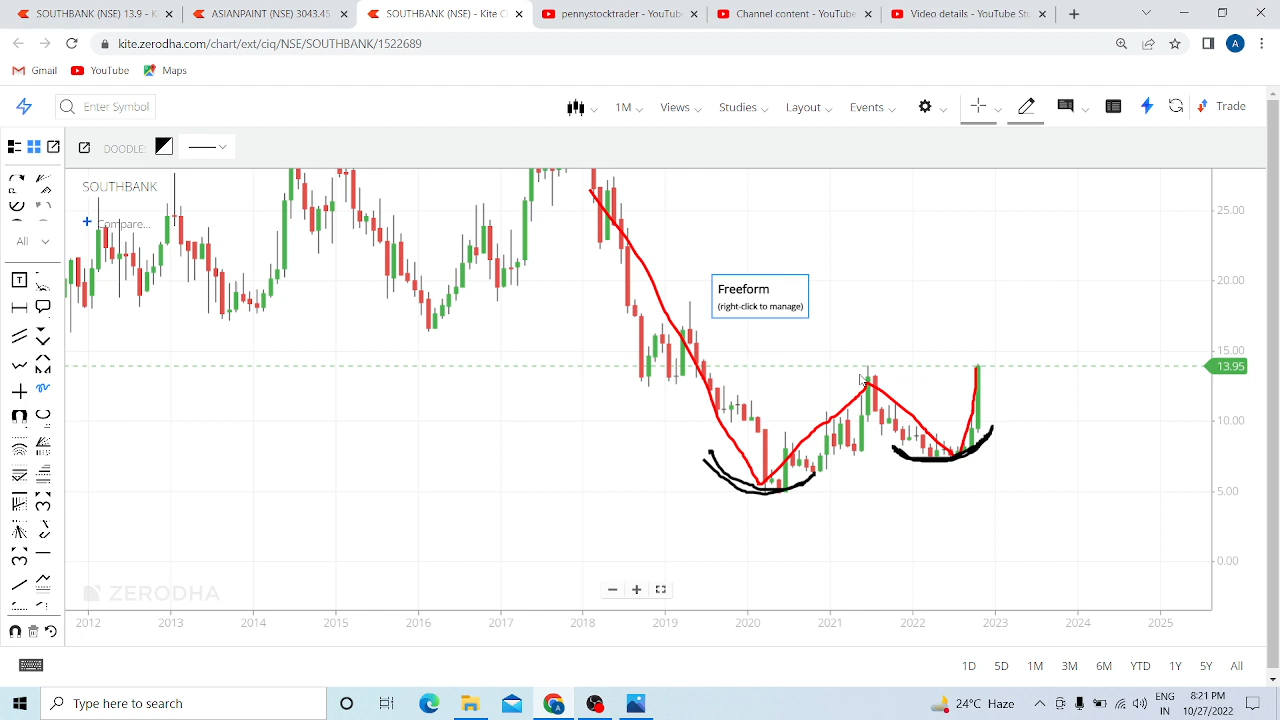 SOUTHBANK (NSE) 13.9 - K
ASIANPAINT (NSE) 3043.45
SOUTHBANK (NSE) - Kite C
pennystocktrader - YouTube
Channel content - YouTube
Video details - YouTube Stu
kite.zerodha.com/chart/ext/ciq/NSE/SOUTHBANK/1522689
A
Gmail
YouTube
Maps
Enter Symbol
1M
Views
Studies
Layout
Events
Trade
DOODLE:
SOUTHBANK
Compare...
All
T
Freeform
(right-click to manage)
25.00
20.00
15.00
13.95
10.00
5.00
0.00
ZERODHA
2012 2013 2014 2015 2016 2017 2018 2019 2020 2021 2022 2023 2024 2025
1D 5D 1M 3M 6M YTD 1Y 5Y All
Type here to search
24°C Haze
ENG
IN
8:21 PM
10/27/2022